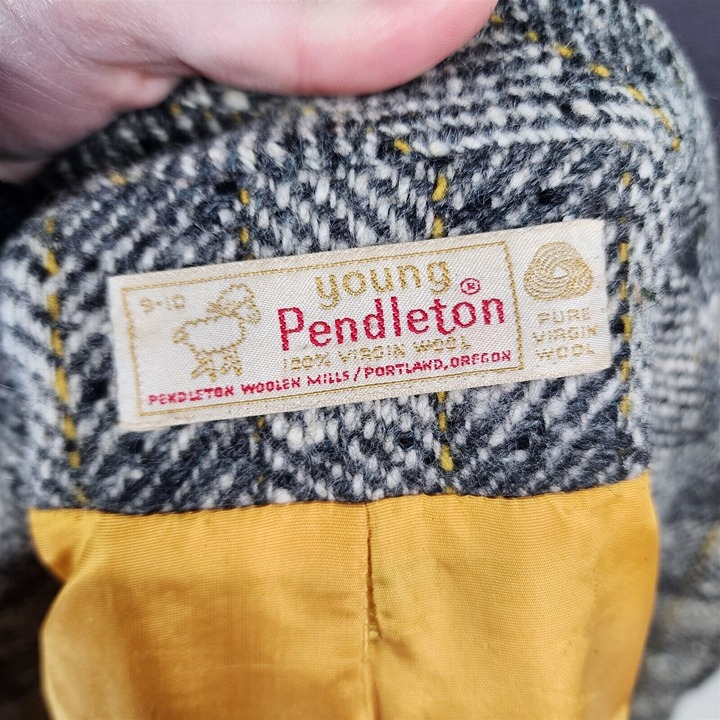 9-10
young
Pendleton®
100% VIRGIN WOOL
PENDLETON WOOLEN MILLS / PORTLAND, OREGON
PURE
VIRGIN
WOOL